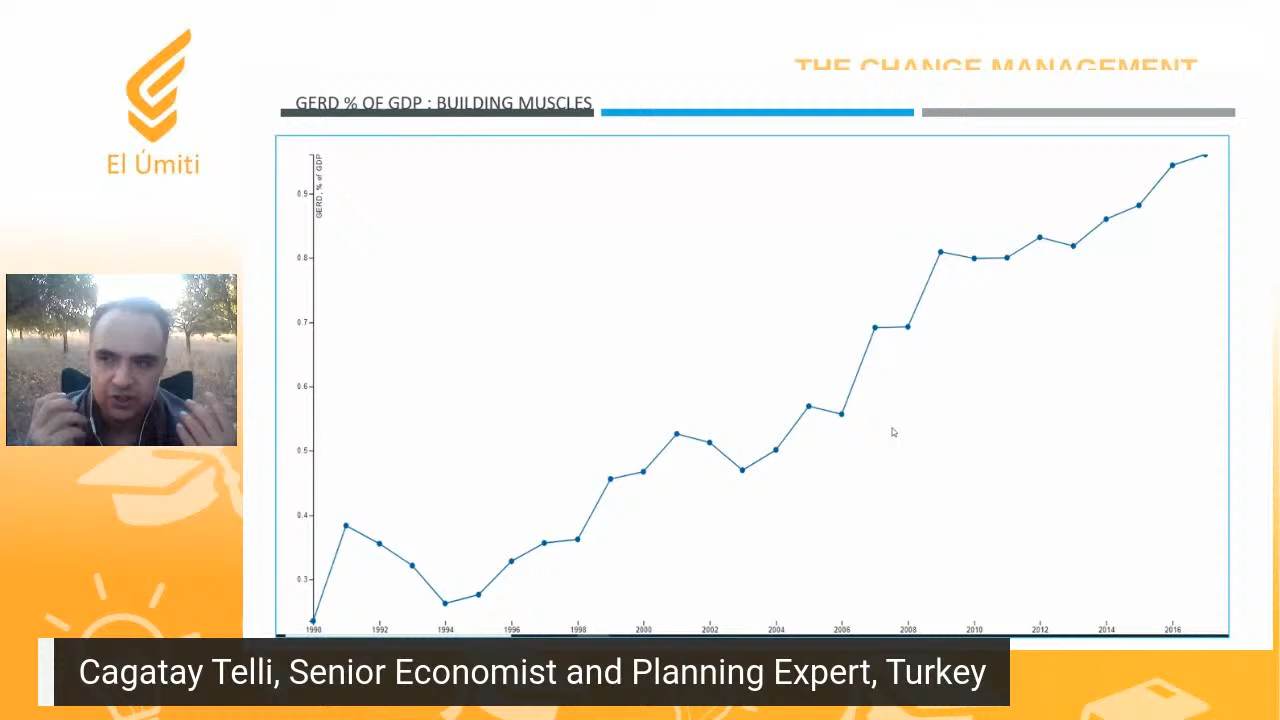 THE CHANGE MANAGEMENT
GERD % OF GDP : BUILDING MUSCLES
El Úmiti
GERD, % of GDP
0.9
0.8
0.7
0.6
0.5
0.4
0.3
1990 1992 1994 1996 1998 2000 2002 2004 2006 2008 2010 2012 2014 2016
Cagatay Telli, Senior Economist and Planning Expert, Turkey